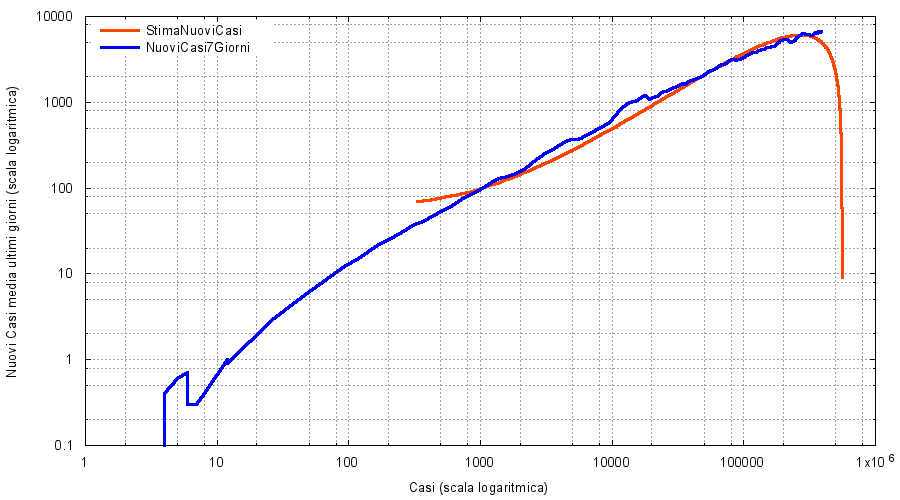 10000
StimaNuoviCasi
NuoviCasi7Giorni
1000
100
10
1
0.1
Nuovi Casi media ultimi giorni (scala logaritmica)
1 10 100 1000 10000 100000 1x10 6
Casi (scala logaritmica)